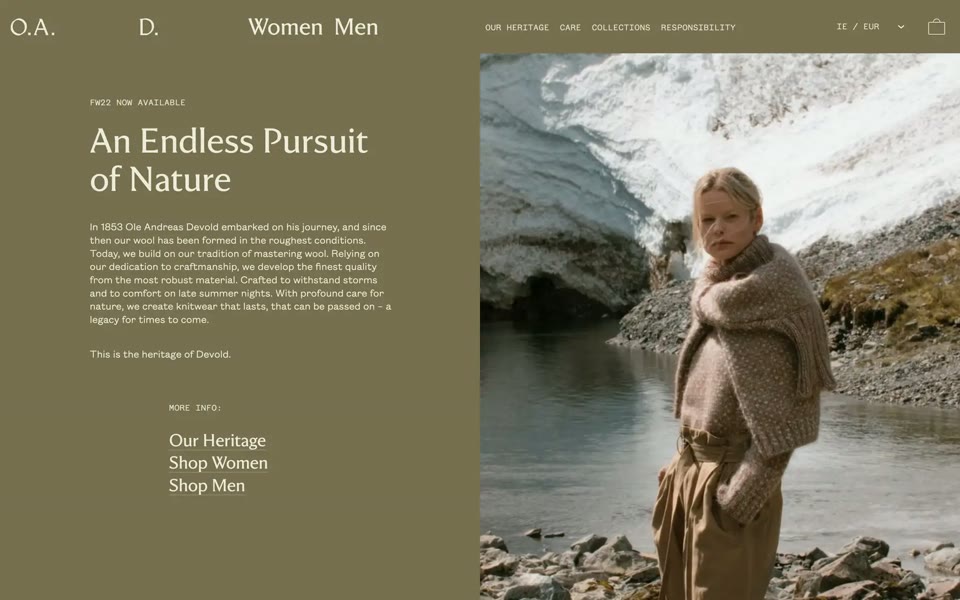 O.A. D. Women Men OUR HERITAGE CARE COLLECTIONS RESPONSIBILITY IE / EUR
FW22 NOW AVAILABLE
An Endless Pursuit
of Nature
In 1853 Ole Andreas Devold embarked on his journey, and since
then our wool has been formed in the roughest conditions.
Today, we build on our tradition of mastering wool. Relying on
our dedication to craftmanship, we develop the finest quality
from the most robust material. Crafted to withstand storms
and to comfort on late summer nights. With profound care for
nature, we create knitwear that lasts, that can be passed on – a
legacy for times to come.
This is the heritage of Devold.
MORE INFO:
Our Heritage
Shop Women
Shop Men